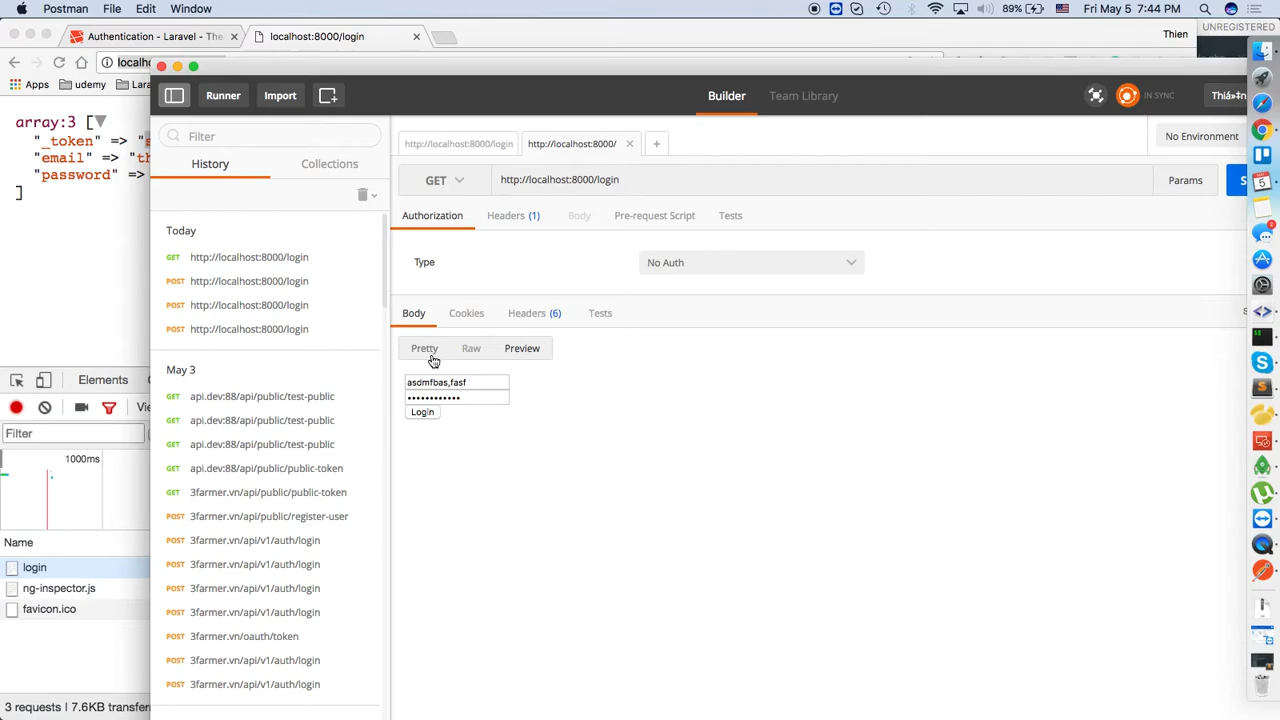 Postman File Edit Window 89% Fri May 5 7:44 PM
UNREGISTERED
Authentication - Laravel - The
localhost:8000/login
Thien
localho
Apps udemy Lara
Runner Import Builder Team Library IN SYNC
Filter
History Collections
http://localhost:8000/login http://localhost:8000/
No Environment
GET http://localhost:8000/login Params S
Authorization Headers (1) Body Pre-request Script Tests
Type No Auth
Body Cookies Headers (6) Tests
Pretty Raw Preview
asdmfbas,fasf
••••••••••••
Login
array:3 [
"_token" => "
"email" => "th
"password" =>
]
Today
GET http://localhost:8000/login
POST http://localhost:8000/login
POST http://localhost:8000/login
POST http://localhost:8000/login
May 3
GET api.dev:88/api/public/test-public
GET api.dev:88/api/public/test-public
GET api.dev:88/api/public/test-public
GET api.dev:88/api/public/public-token
GET 3farmer.vn/api/public/public-token
POST 3farmer.vn/api/public/register-user
POST 3farmer.vn/api/v1/auth/login
POST 3farmer.vn/api/v1/auth/login
POST 3farmer.vn/api/v1/auth/login
POST 3farmer.vn/api/v1/auth/login
POST 3farmer.vn/oauth/token
POST 3farmer.vn/api/v1/auth/login
POST 3farmer.vn/api/v1/auth/login
Elements
Vi
Filter
1000ms
Name
login
ng-inspector.js
favicon.ico
3 requests | 7.6KB transfer